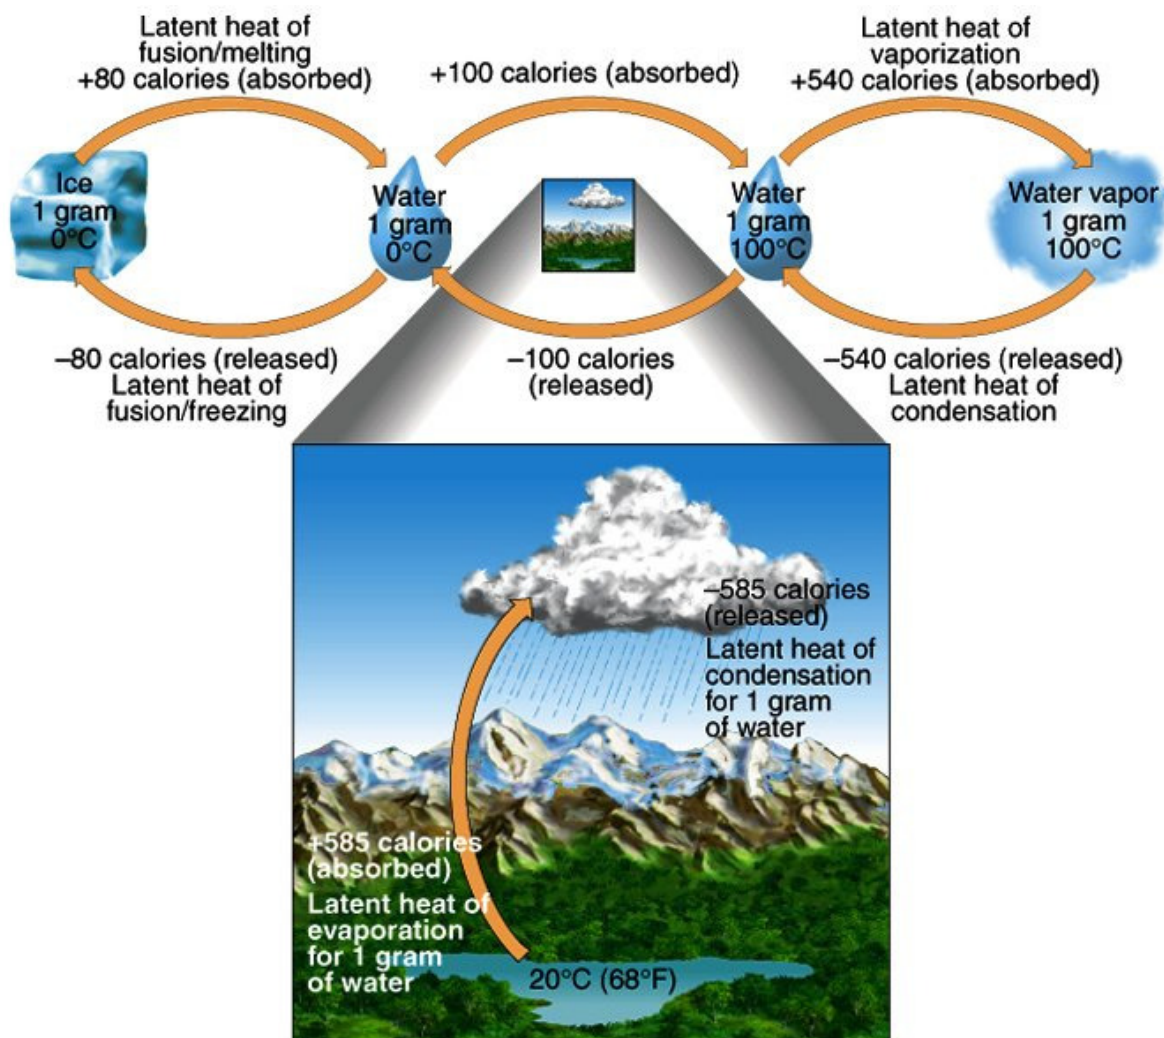 Latent heat of
fusion/melting
+80 calories (absorbed)
+100 calories (absorbed)
Latent heat of
vaporization
+540 calories (absorbed)
Ice
1 gram
0°C
Water
1 gram
0°C
Water
1 gram
100°C
Water vapor
1 gram
100°C
–80 calories (released)
Latent heat of
fusion/freezing
–100 calories
(released)
–540 calories (released)
Latent heat of
condensation
–585 calories
(released)
Latent heat of
condensation
for 1 gram
of water
+585 calories
(absorbed)
Latent heat of
evaporation
for 1 gram
of water
20°C (68°F)